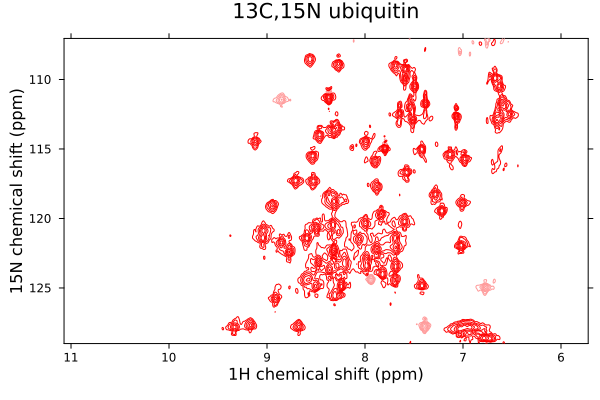 13C,15N ubiquitin
110
115
120
125
15N chemical shift (ppm)
11 10 9 8 7 6
1H chemical shift (ppm)